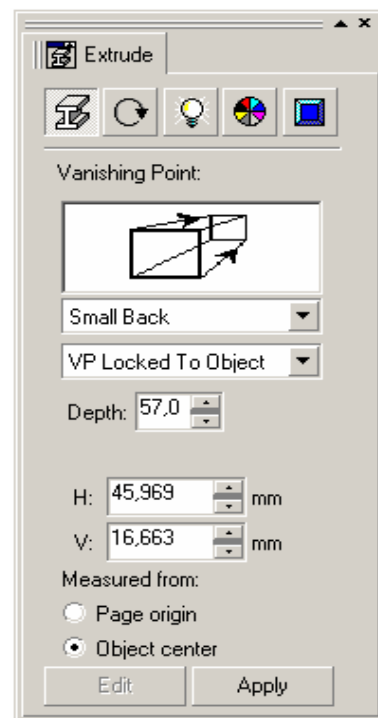 Extrude
Vanishing Point:
Small Back
VP Locked To Object
Depth: 57,0
H: 45,969 mm
V: 16,663 mm
Measured from:
Page origin
Object center
Edit Apply